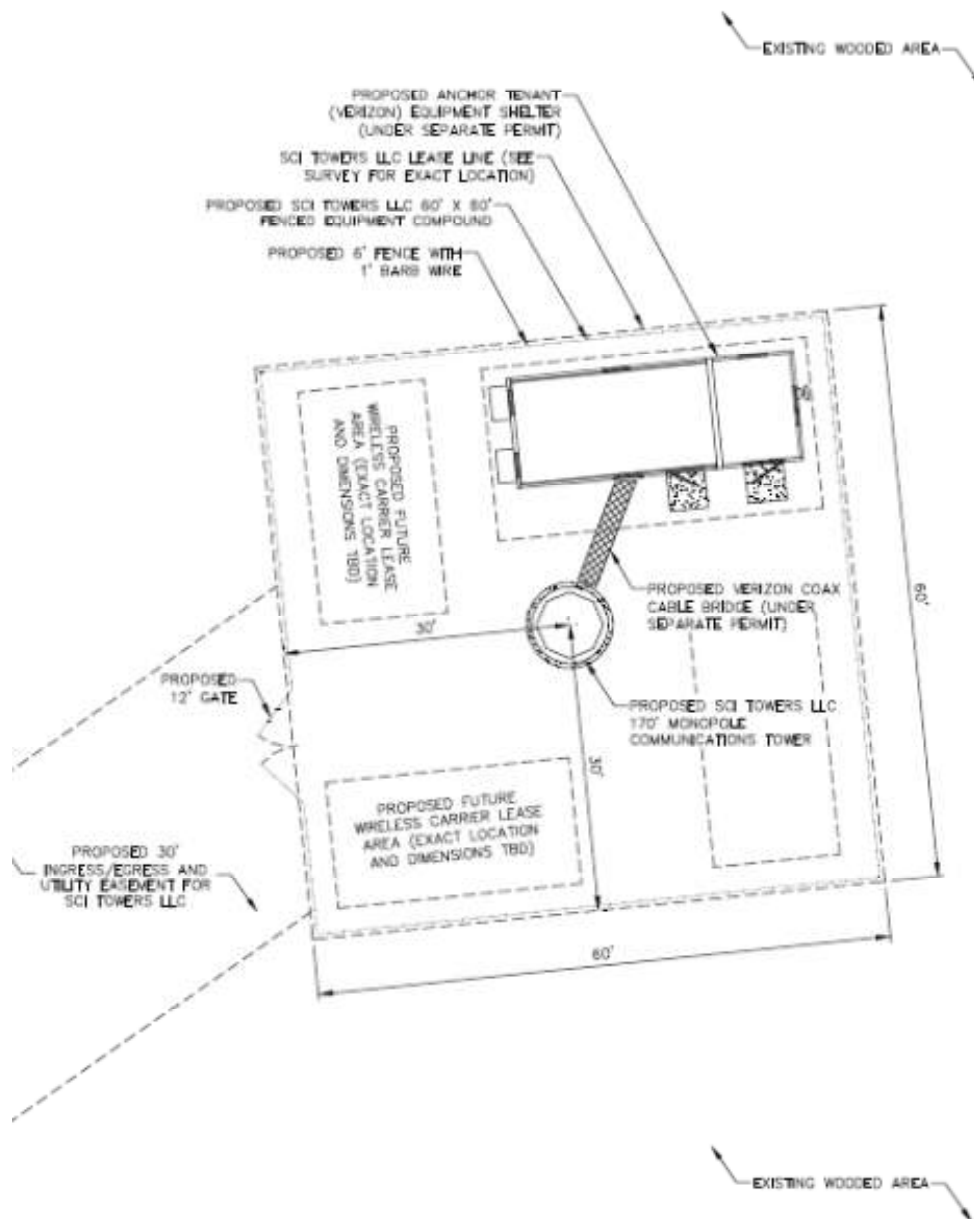 EXISTING WOODED AREA
PROPOSED ANCHOR TENANT
(VERIZON) EQUIPMENT SHELTER
(UNDER SEPARATE PERMIT)
SCI TOWERS LLC LEASE LINE (SEE
SURVEY FOR EXACT LOCATION)
PROPOSED SCI TOWERS LLC 60' X 60'
FENCED EQUIPMENT COMPOUND
PROPOSED 6' FENCE WITH
1' BARB WIRE
PROPOSED FUTURE
WIRELESS CARRIER LEASE
AREA (EXACT LOCATION
AND DIMENSIONS TBD)
PROPOSED VERIZON COAX
CABLE BRIDGE (UNDER
SEPARATE PERMIT)
60'
30'
PROPOSED
12' GATE
PROPOSED SCI TOWERS LLC
170' MONOPOLE
COMMUNICATIONS TOWER
30'
PROPOSED FUTURE
WIRELESS CARRIER LEASE
AREA (EXACT LOCATION
AND DIMENSIONS TBD)
PROPOSED 30'
INGRESS/EGRESS AND
UTILITY EASEMENT FOR
SCI TOWERS LLC
60'
EXISTING WOODED AREA